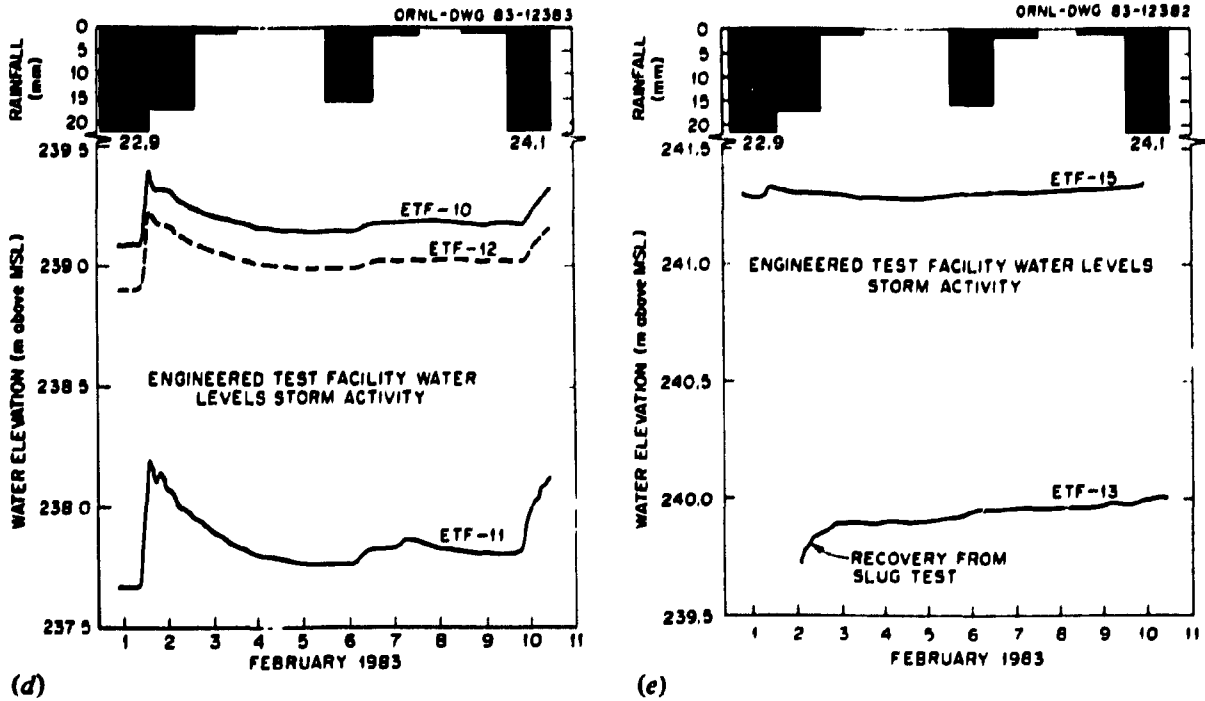 ORNL-DWG 83-12383
RAINFALL
(mm)
0
5
10
15
20
22.9
24.1
239.5
239.0
238.5
238.0
237.5
WATER ELEVATION (m above MSL)
ETF-10
ETF-12
ENGINEERED TEST FACILITY WATER
LEVELS STORM ACTIVITY
ETF-11
1 2 3 4 5 6 7 8 9 10 11
FEBRUARY 1983
(d)
ORNL-DWG 83-12382
RAINFALL
(mm)
0
5
10
15
20
22.9
24.1
241.5
241.0
240.5
240.0
239.5
WATER ELEVATION (m above MSL)
ETF-15
ENGINEERED TEST FACILITY WATER LEVELS
STORM ACTIVITY
ETF-13
RECOVERY FROM
SLUG TEST
1 2 3 4 5 6 7 8 9 10 11
FEBRUARY 1983
(e)